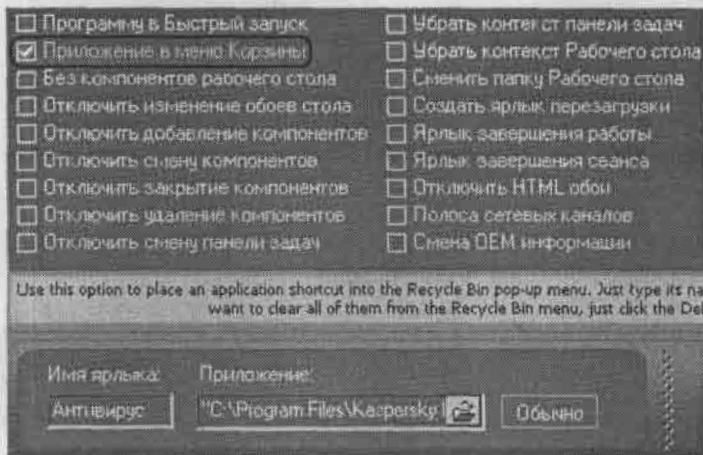 Программу в Быстрый запуск
Приложение в меню Корзины
Без компонентов рабочего стола
Отключить изменение обоев стола
Отключить добавление компонентов
Отключить смену компонентов
Отключить закрытие компонентов
Отключить удаление компонентов
Отключить смену панели задач
Убрать контекст панели задач
Убрать контекст Рабочего стола
Сменить папку Рабочего стола
Создать ярлык перезагрузки
Ярлык завершения работы
Ярлык завершения сеанса
Отключить HTML обои
Полоса сетевых каналов
Смена OEM информации
Use this option to place an application shortcut into the Recycle Bin pop-up menu. Just type its na
want to clear all of them from the Recycle Bin menu, just click the Del
Имя ярлыка: Приложение:
Антивирус "C:\Program Files\Kaspersky Обычно